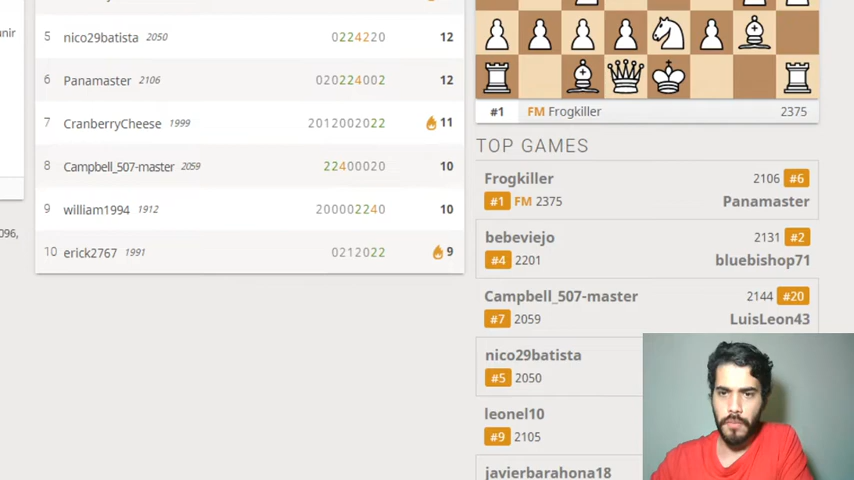 unir
096,
5 nico29batista 2050 0224220 12
6 Panamaster 2106 020224002 12
7 CranberryCheese 1999 2012002022 11
8 Campbell_507-master 2059 22400020 10
9 william1994 1912 200002240 10
10 erick2767 1991 0212022 9
#1 FM Frogkiller 2375
TOP GAMES
Frogkiller 2106 #6
#1 FM 2375 Panamaster
bebeviejo 2131 #2
#4 2201 bluebishop71
Campbell_507-master 2144 #20
#7 2059 LuisLeon43
nico29batista
#5 2050
leonel10
#9 2105
javierbarahona18